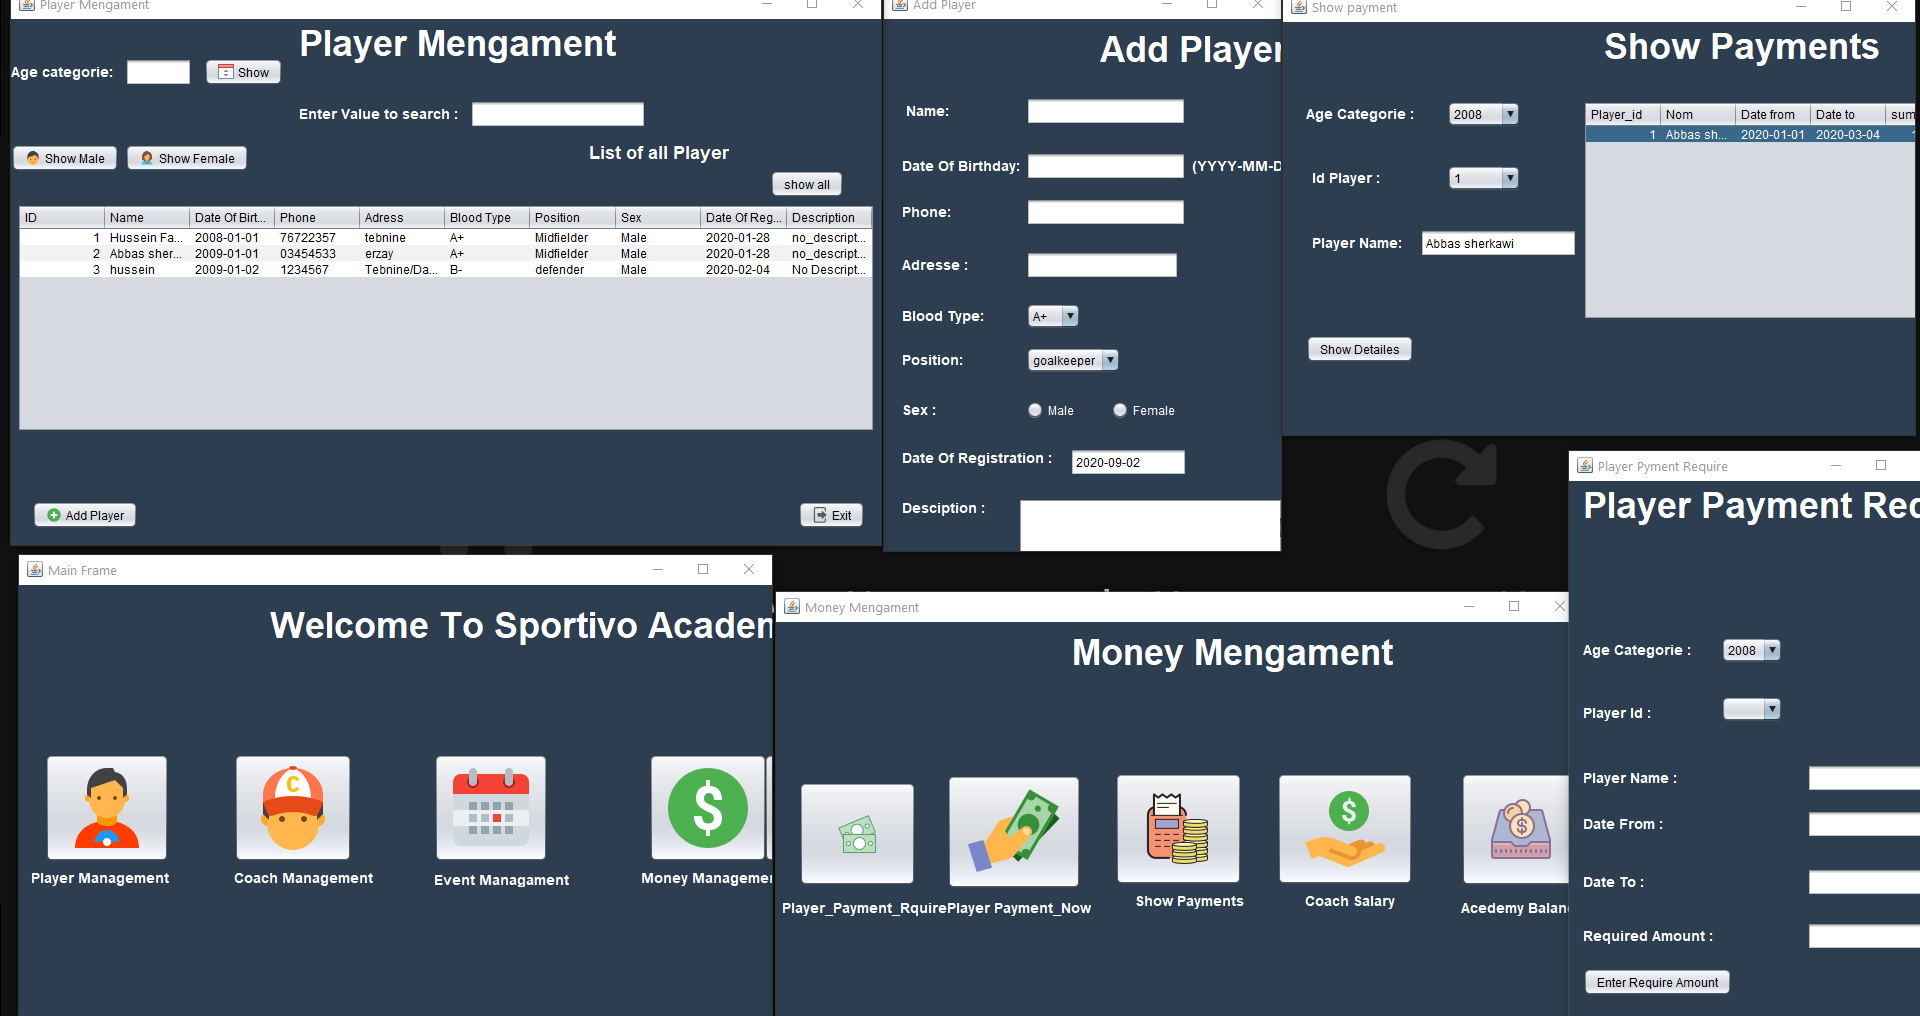 Player Mengament
Player Mengament
Age categorie:
Show
Enter Value to search :
Show Male
Show Female
List of all Player
show all
ID Name Date Of Birt... Phone Adress Blood Type Position Sex Date Of Reg... Description
1 Hussein Fa... 2008-01-01 76722357 tebnine A+ Midfielder Male 2020-01-28 no_descript...
2 Abbas sher... 2009-01-01 03454533 erzay A+ Midfielder Male 2020-01-28 no_descript...
3 hussein 2009-01-02 1234567 Tebnine/Da... B- defender Male 2020-02-04 No Descript...
Add Player
Exit
Add Player
Add Player
Name:
Date Of Birthday: (YYYY-MM-D
Phone:
Adresse :
Blood Type: A+
Position: goalkeeper
Sex : Male Female
Date Of Registration : 2020-09-02
Desciption :
Show payment
Show Payments
Age Categorie : 2008
Id Player : 1
Player Name: Abbas sherkawi
Player_id Nom Date from Date to sum
1 Abbas sh... 2020-01-01 2020-03-04
Show Detailes
Main Frame
Welcome To Sportivo Academ
C
$
Player Management
Coach Management
Event Managament
Money Managemen
Money Mengament
Money Mengament
$
$
Player_Payment_Rquire
Player Payment_Now
Show Payments
Coach Salary
Acedemy Balan
Player Pyment Require
Player Payment Req
Age Categorie : 2008
Player Id :
Player Name :
Date From :
Date To :
Required Amount :
Enter Require Amount